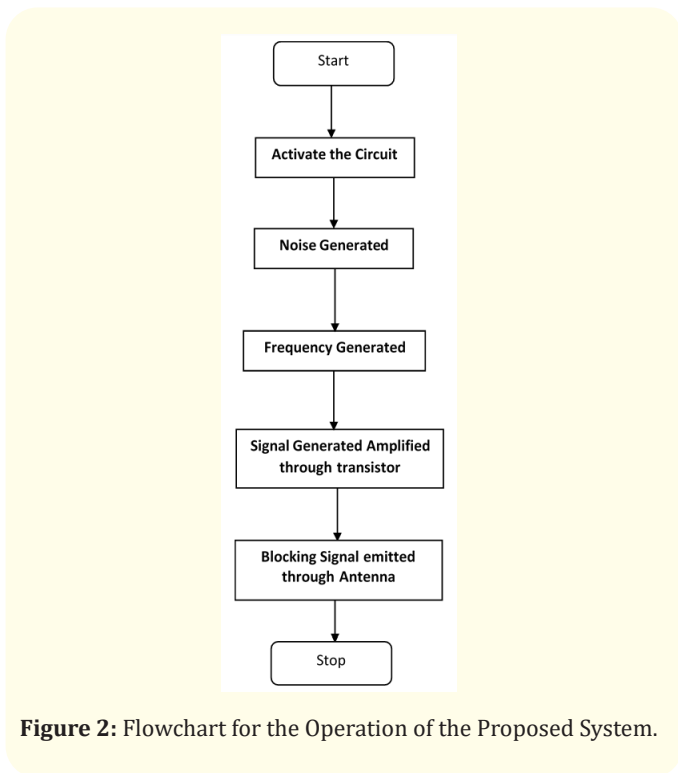 Start
Activate the Circuit
Noise Generated
Frequency Generated
Signal Generated Amplified
through transistor
Blocking Signal emitted
through Antenna
Stop
Figure 2: Flowchart for the Operation of the Proposed System.